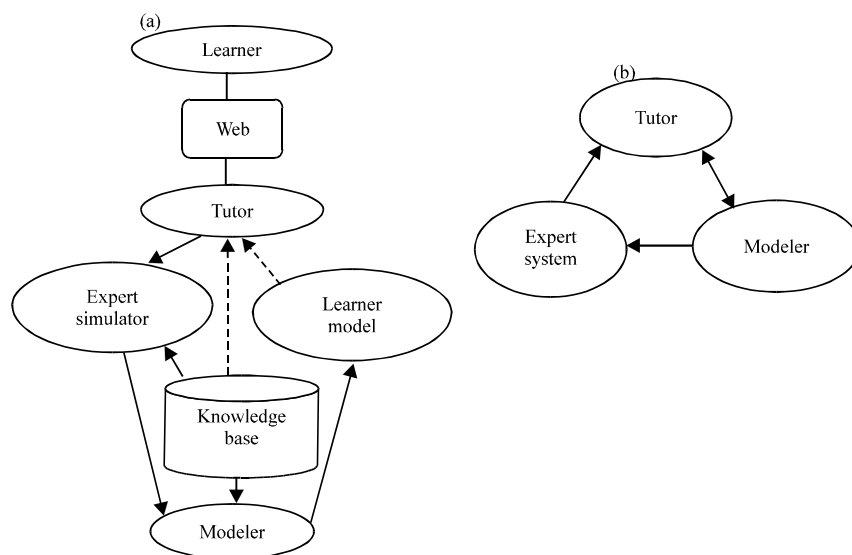 (a)
Learner
Web
Tutor
Expert
simulator
Learner
model
Knowledge
base
Modeler
(b)
Tutor
Expert
system
Modeler